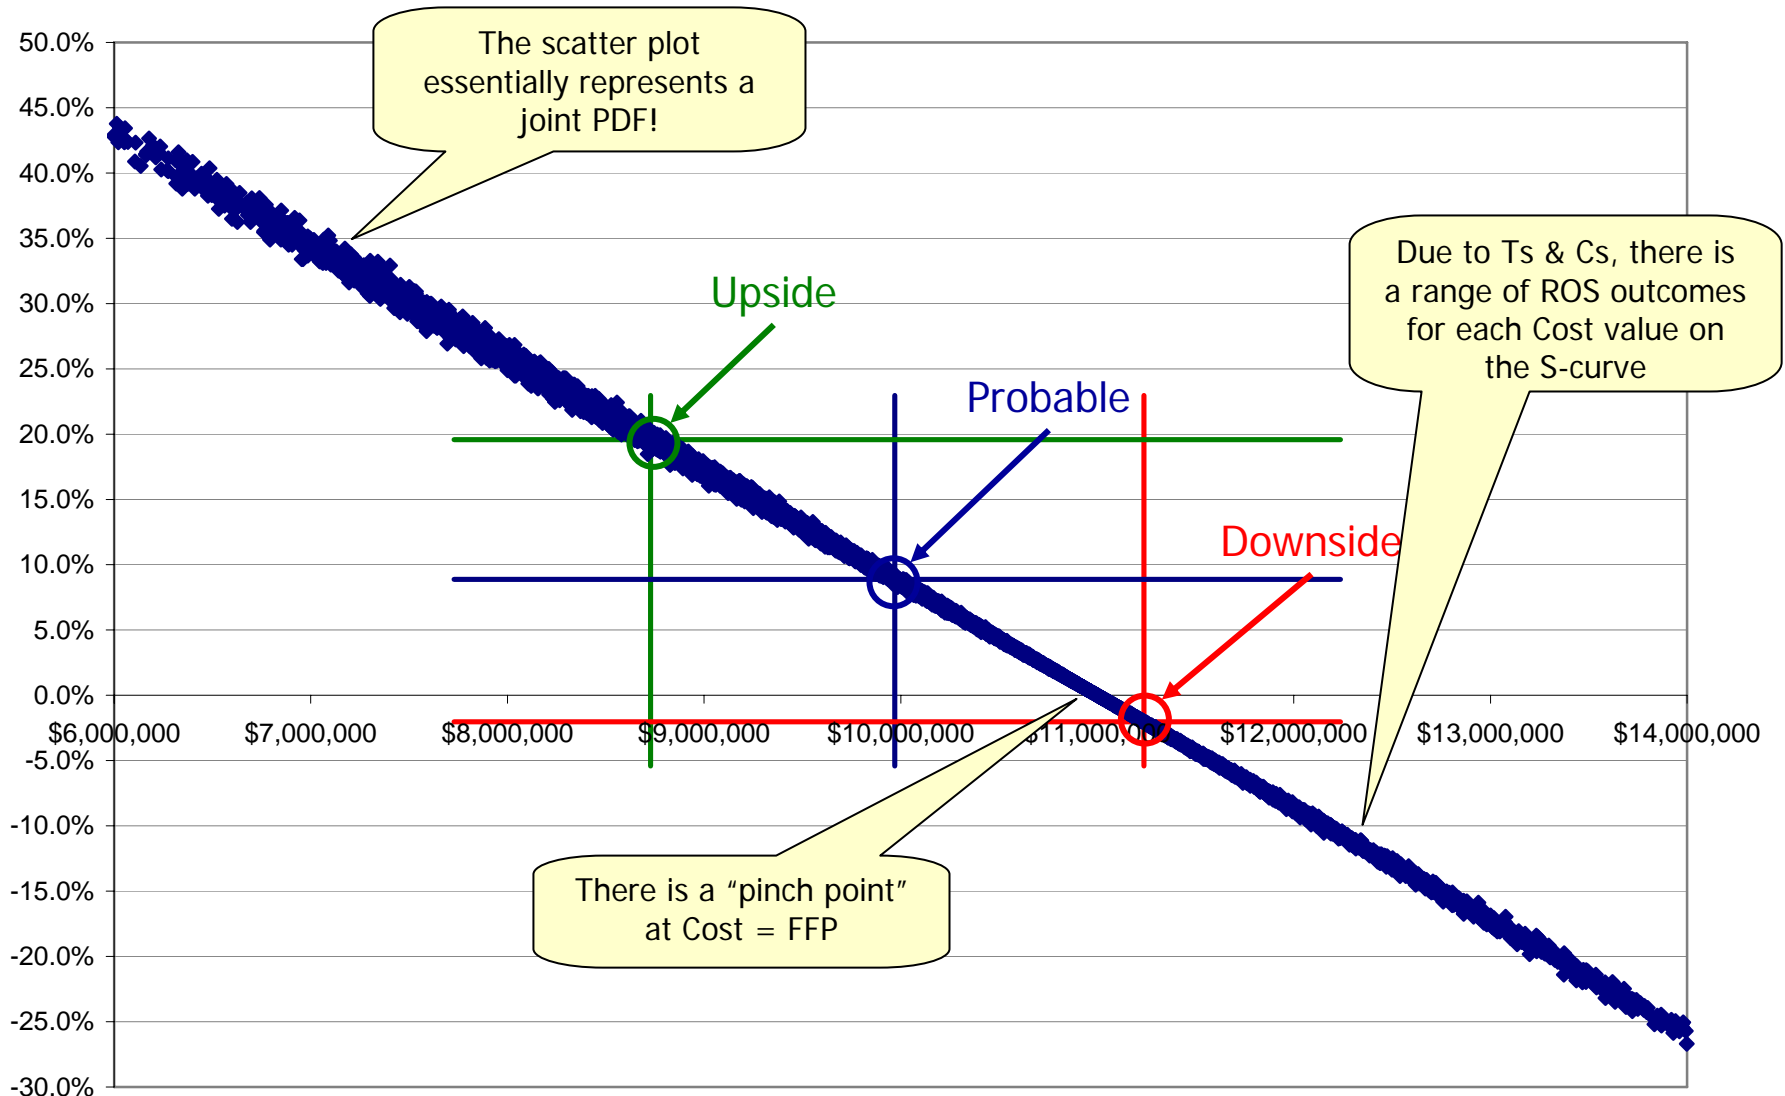 The scatter plot
essentially represents a
joint PDF!
50.0%
45.0%
40.0%
35.0%
30.0%
25.0%
20.0%
15.0%
10.0%
5.0%
0.0%
-5.0%
-10.0%
-15.0%
-20.0%
-25.0%
-30.0%
Due to Ts & Cs, there is
a range of ROS outcomes
for each Cost value on
the S-curve
Upside
Probable
Downside
$6,000,000 $7,000,000 $8,000,000 $9,000,000 $10,000,000 $11,000,000 $12,000,000 $13,000,000 $14,000,000
There is a “pinch point”
at Cost = FFP